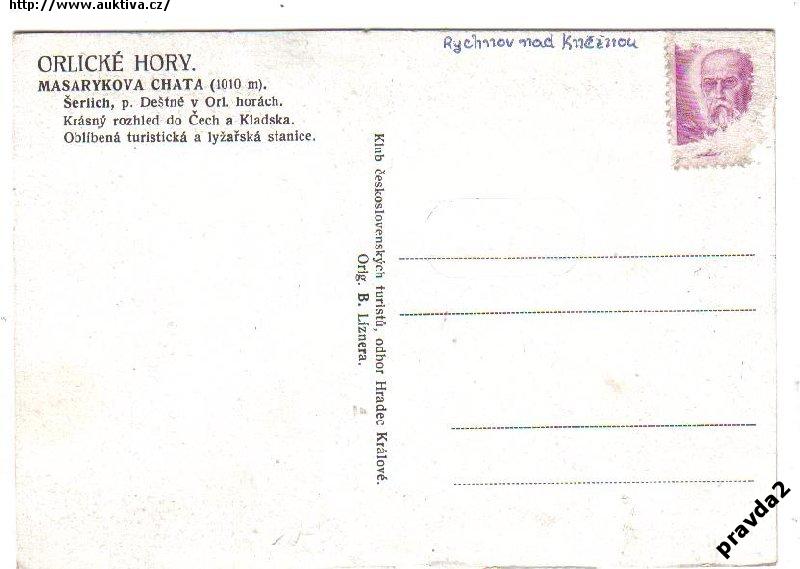 http://www.auktiva.cz/
ORLICKÉ HORY.
MASARYKOVA CHATA (1010 m).
Šerlich, p. Deštné v Orl. horách.
Krásný rozhled do Čech a Kladska.
Oblíbená turistická a lyžařská stanice.
Rychnov nad Kněžnou
Klub československých turistů, odbor Hradec Králové.
Orig. B. Líznera.
pravda2